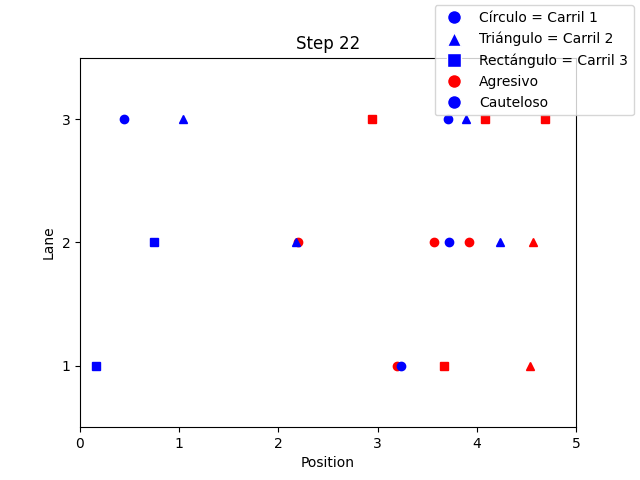 Step 22
Círculo = Carril 1
Triángulo = Carril 2
Rectángulo = Carril 3
Agresivo
Cauteloso
Lane
3
2
1
0 1 2 3 4 5
Position